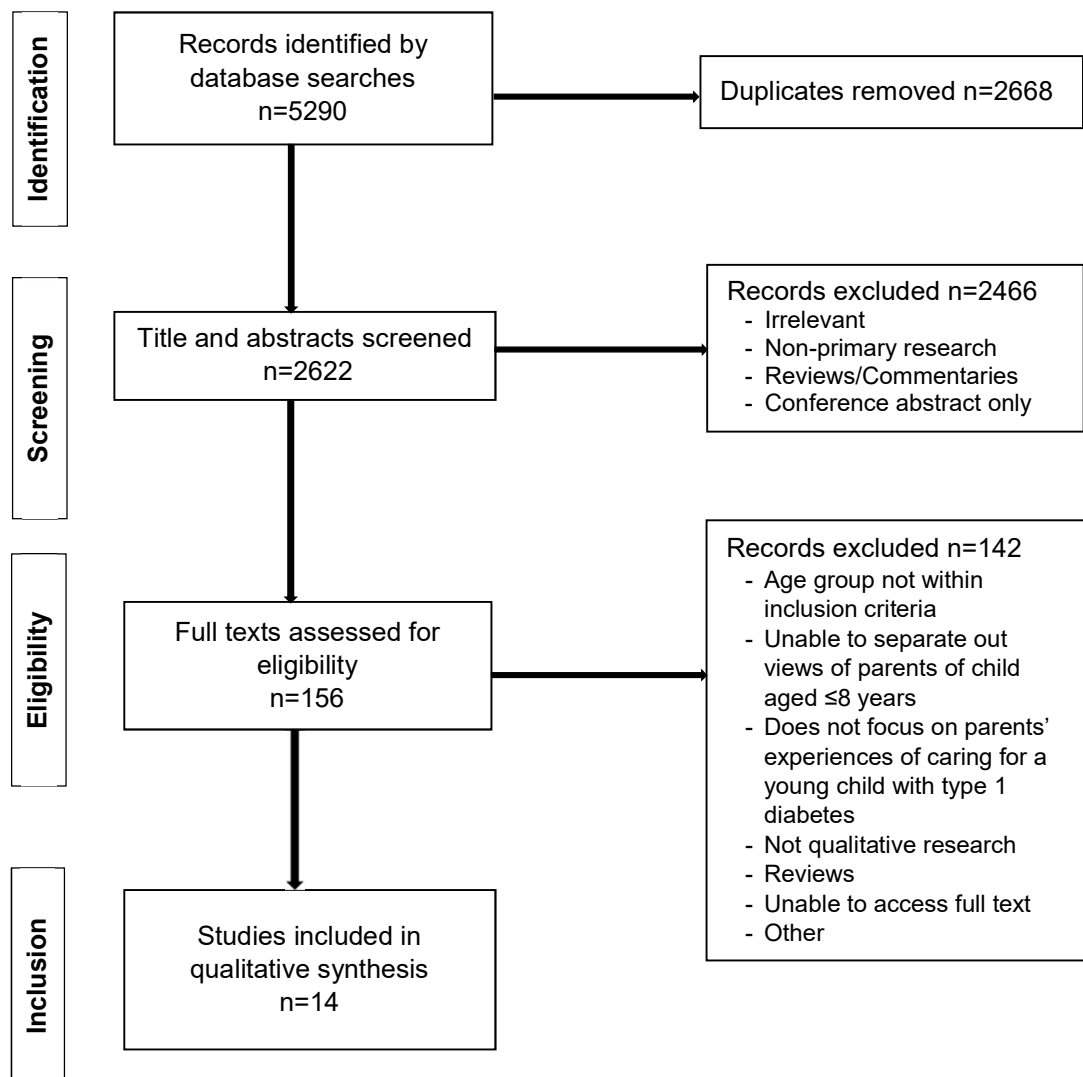 Identification
Records identified by
database searches
n=5290
Duplicates removed n=2668
Screening
Title and abstracts screened
n=2622
Records excluded n=2466
- Irrelevant
- Non-primary research
- Reviews/Commentaries
- Conference abstract only
Eligibility
Full texts assessed for
eligibility
n=156
Records excluded n=142
- Age group not within
inclusion criteria
- Unable to separate out
views of parents of child
aged ≤8 years
- Does not focus on parents’
experiences of caring for a
young child with type 1
diabetes
- Not qualitative research
- Reviews
- Unable to access full text
- Other
Inclusion
Studies included in
qualitative synthesis
n=14